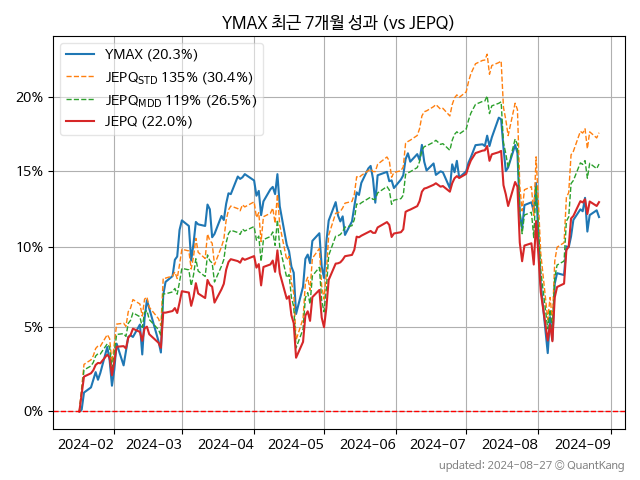 YMAX 최근 7개월 성과 (vs JEPQ)
YMAX (20.3%)
JEPQSTD 135% (30.4%)
JEPQMDD 119% (26.5%)
JEPQ (22.0%)
20%
15%
10%
5%
0%
2024-02 2024-03 2024-04 2024-05 2024-06 2024-07 2024-08 2024-09
updated: 2024-08-27 © QuantKang